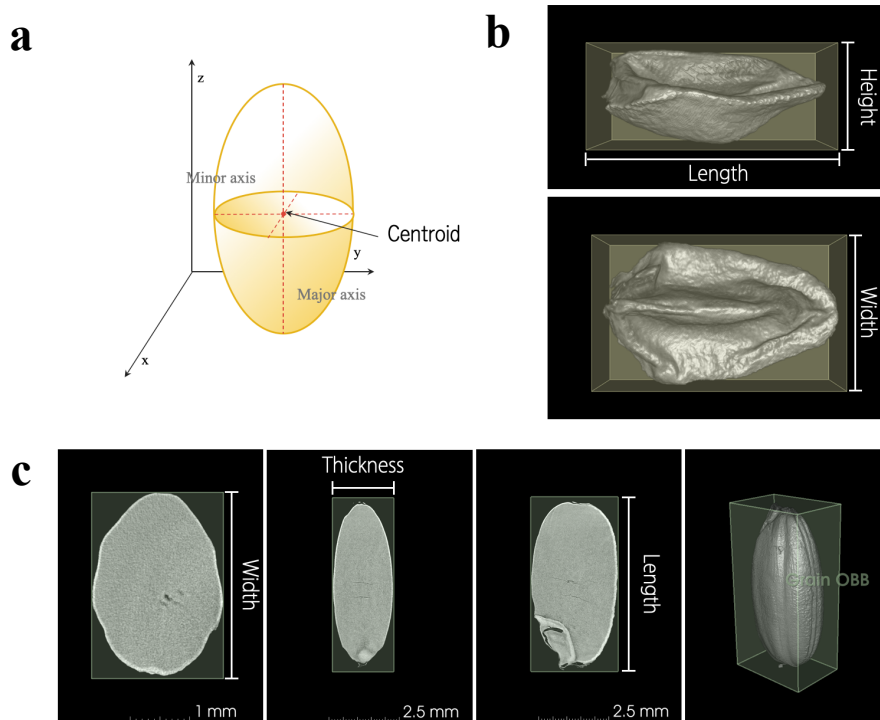 a
z
Minor axis
Centroid
y
Major axis
x
b
Height
Length
Width
c
Width
1 mm
Thickness
2.5 mm
Length
2.5 mm
Grain OBB